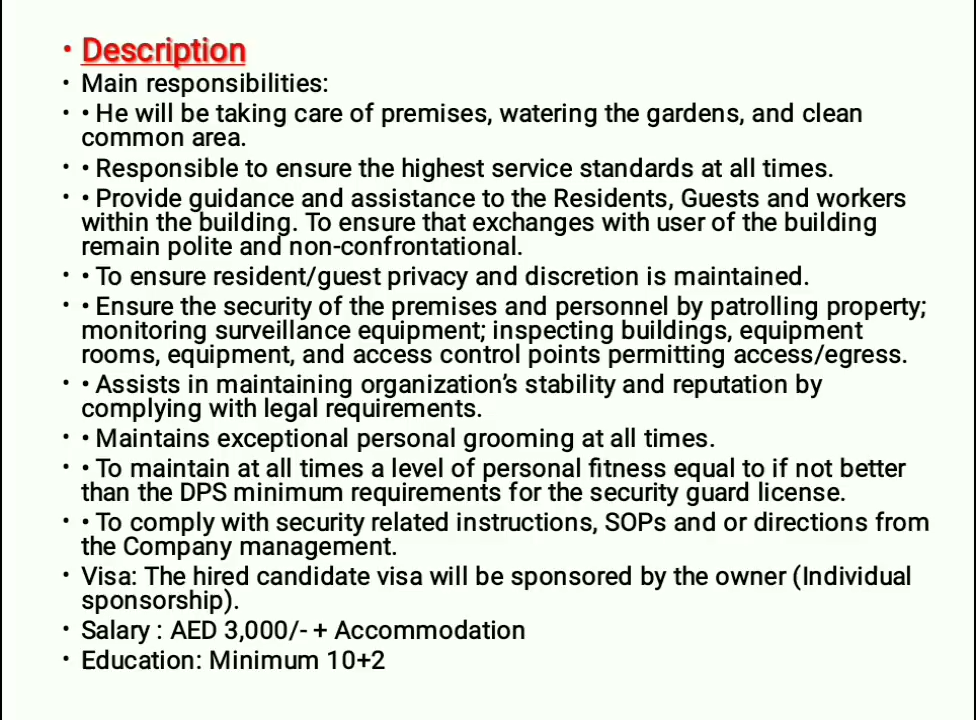 • Description
• Main responsibilities:
• • He will be taking care of premises, watering the gardens, and clean
common area.
• • Responsible to ensure the highest service standards at all times.
• • Provide guidance and assistance to the Residents, Guests and workers
within the building. To ensure that exchanges with user of the building
remain polite and non-confrontational.
• • To ensure resident/guest privacy and discretion is maintained.
• • Ensure the security of the premises and personnel by patrolling property;
monitoring surveillance equipment; inspecting buildings, equipment
rooms, equipment, and access control points permitting access/egress.
• • Assists in maintaining organization’s stability and reputation by
complying with legal requirements.
• • Maintains exceptional personal grooming at all times.
• • To maintain at all times a level of personal fitness equal to if not better
than the DPS minimum requirements for the security guard license.
• • To comply with security related instructions, SOPs and or directions from
the Company management.
• Visa: The hired candidate visa will be sponsored by the owner (Individual
sponsorship).
• Salary : AED 3,000/- + Accommodation
• Education: Minimum 10+2